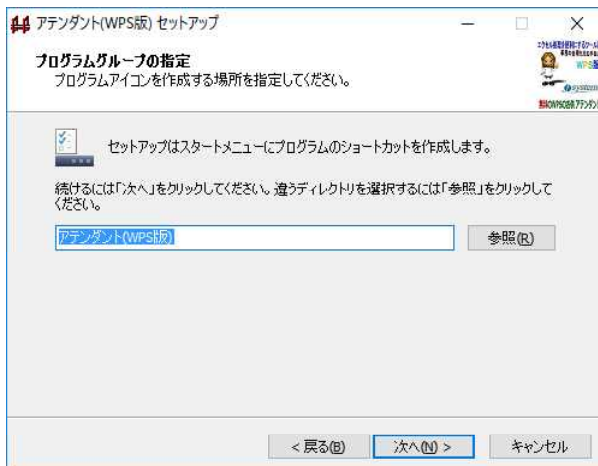 アテンダント(WPS版) セットアップ
プログラムグループの指定
プログラムアイコンを作成する場所を指定してください。
WPS版
セットアップはスタートメニューにプログラムのショートカットを作成します。
続けるには「次へ」をクリックしてください。違うディレクトリを選択するには「参照」をクリックして
ください。
アテンダント(WPS版)
参照(R)
< 戻る(B)
次へ(N) >
キャンセル